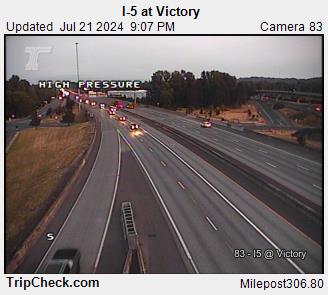 I-5 at Victory
Updated Jul 21 2024 9:07 PM Camera 83
HIGH PRESSURE
S
83 - I5 @ Victory
TripCheck.com Milepost306.80